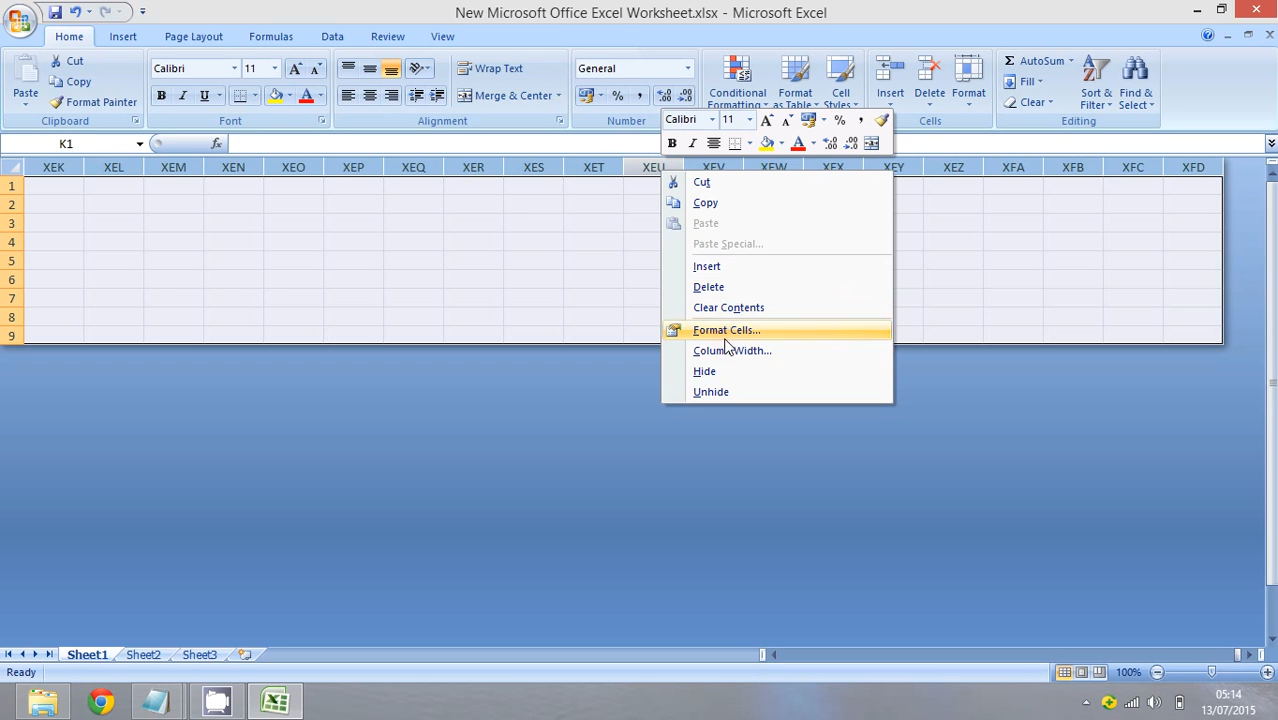 New Microsoft Office Excel Worksheet.xlsx - Microsoft Excel
Home Insert Page Layout Formulas Data Review View
Paste Cut Copy Format Painter Clipboard
Calibri 11 A A B I U A Font
Wrap Text Merge & Center Alignment
General % , Number
Conditional Formatting Format as Table Cell Styles
Insert Delete Format Cells
Σ AutoSum Fill Clear Sort & Filter Find & Select Editing
Calibri 11 A A % ,
B I A
K1 fx
XEK XEL XEM XEN XEO XEP XEQ XER XES XET XEU XEV XEW XEX XEY XEZ XFA XFB XFC XFD
1
2
3
4
5
6
7
8
9
Cut
Copy
Paste
Paste Special...
Insert
Delete
Clear Contents
Format Cells...
Column Width...
Hide
Unhide
Sheet1 Sheet2 Sheet3
Ready 100%
05:14
13/07/2015